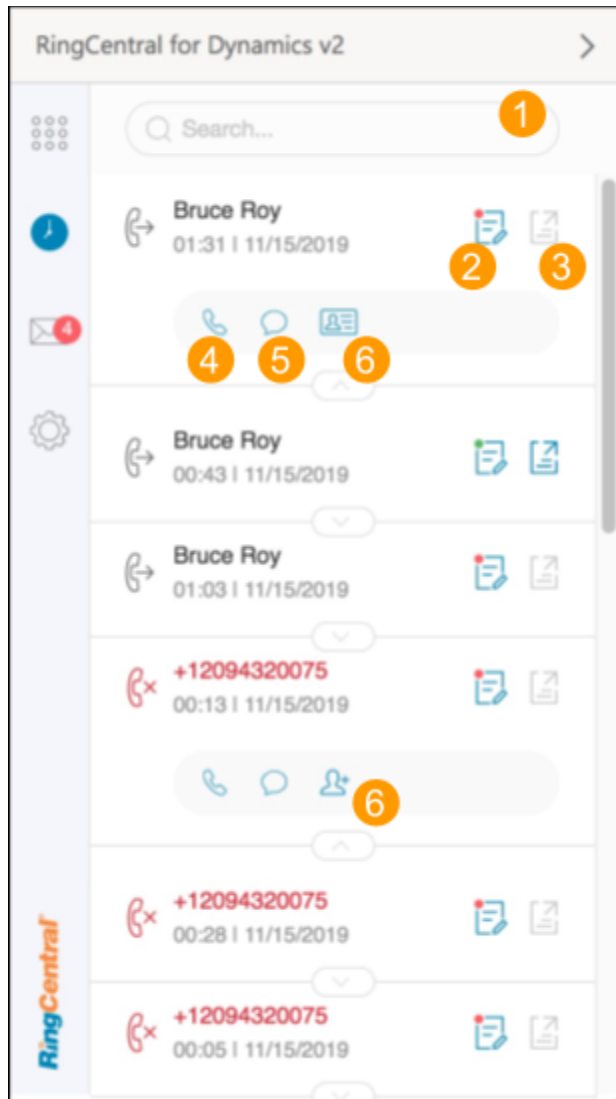 RingCentral for Dynamics v2
Search...
1
Bruce Roy
01:31 | 11/15/2019
2
3
4
4
5
6
Bruce Roy
00:43 | 11/15/2019
Bruce Roy
01:03 | 11/15/2019
+12094320075
00:13 | 11/15/2019
6
+12094320075
00:28 | 11/15/2019
+12094320075
00:05 | 11/15/2019
RingCentral